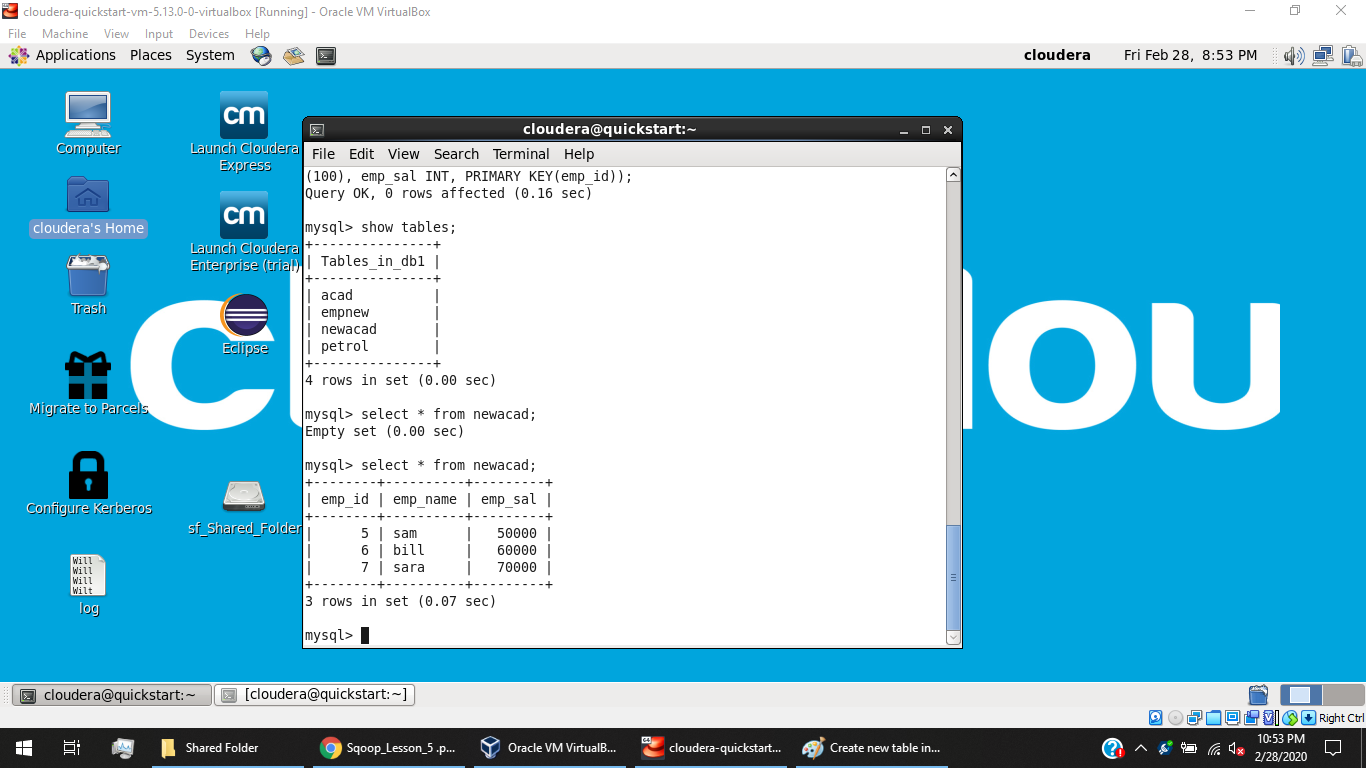 cloudera-quickstart-vm-5.13.0-0-virtualbox [Running] - Oracle VM VirtualBox
File Machine View Input Devices Help
Applications Places System cloudera Fri Feb 28, 8:53 PM
Computer
cm
Launch Cloudera
Express
cloudera's Home
cm
Launch Cloudera
Enterprise (trial)
Trash
Eclipse
Migrate to Parcels
Configure Kerberos
sf_Shared_Folder
Will
Will
Will
Wilt
log
cloudera@quickstart:~
File Edit View Search Terminal Help
(100), emp_sal INT, PRIMARY KEY(emp_id));
Query OK, 0 rows affected (0.16 sec)
mysql> show tables;
+---------------+
| Tables_in_db1 |
+---------------+
| acad          |
| empnew        |
| newacad       |
| petrol        |
+---------------+
4 rows in set (0.00 sec)
mysql> select * from newacad;
Empty set (0.00 sec)
mysql> select * from newacad;
+--------+----------+---------+
| emp_id | emp_name | emp_sal |
+--------+----------+---------+
|      5 | sam      |   50000 |
|      6 | bill     |   60000 |
|      7 | sara     |   70000 |
+--------+----------+---------+
3 rows in set (0.07 sec)
mysql>
cloudera@quickstart:~ [cloudera@quickstart:~]
Right Ctrl
Shared Folder Sqoop_Lesson_5 .p... Oracle VM VirtualB... cloudera-quickstart... Create new table in...
10:53 PM
2/28/2020